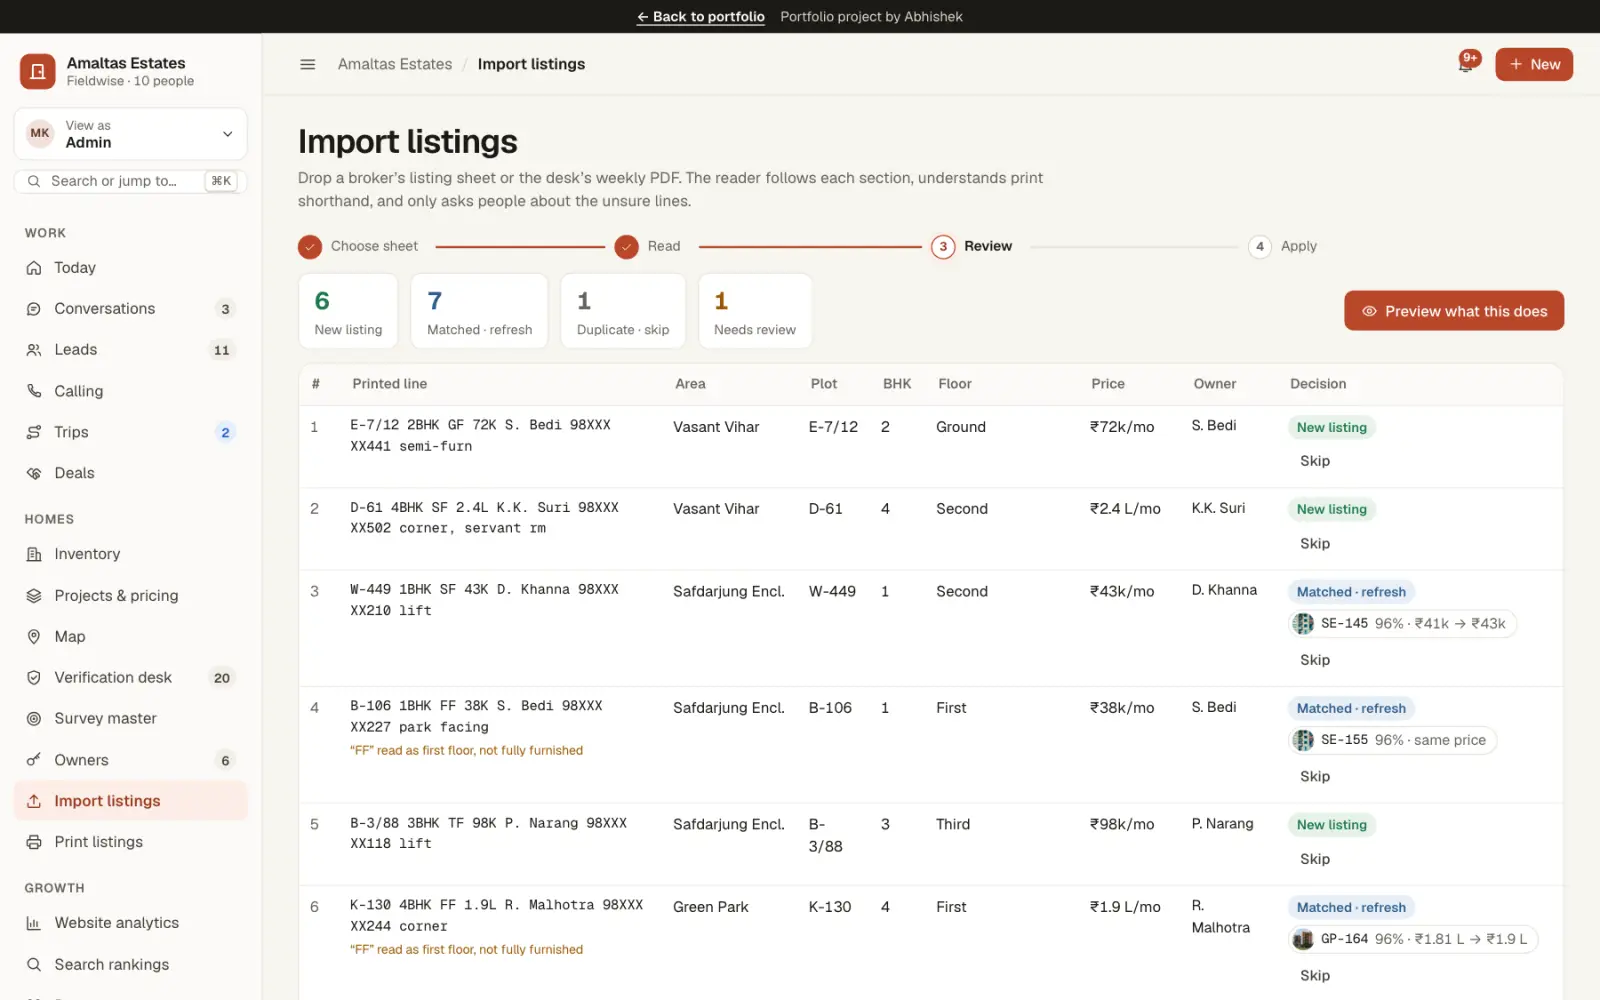 ← Back to portfolio Portfolio project by Abhishek
Amaltas Estates
Fieldwise · 10 people
MK
View as
Admin
Search or jump to...
⌘K
WORK
Today
Conversations 3
Leads 11
Calling
Trips 2
Deals
HOMES
Inventory
Projects & pricing
Map
Verification desk 20
Survey master
Owners 6
Import listings
Print listings
GROWTH
Website analytics
Search rankings
Amaltas Estates / Import listings
9+
+ New
Import listings
Drop a broker's listing sheet or the desk's weekly PDF. The reader follows each section, understands print
shorthand, and only asks people about the unsure lines.
Choose sheet
Read
3 Review
4 Apply
6
New listing
7
Matched · refresh
1
Duplicate · skip
1
Needs review
Preview what this does
# Printed line Area Plot BHK Floor Price Owner Decision
1 E-7/12 2BHK GF 72K S. Bedi 98XXX Vasant Vihar E-7/12 2 Ground ₹72k/mo S. Bedi New listing
XX441 semi-furn
Skip
2 D-61 4BHK SF 2.4L K.K. Suri 98XXX Vasant Vihar D-61 4 Second ₹2.4 L/mo K.K. Suri New listing
XX502 corner, servant rm
Skip
3 W-449 1BHK SF 43K D. Khanna 98XXX Safdarjung Encl. W-449 1 Second ₹43k/mo D. Khanna Matched · refresh
XX210 lift
SE-145 96% · ₹41k → ₹43k
Skip
4 B-106 1BHK FF 38K S. Bedi 98XXX Safdarjung Encl. B-106 1 First ₹38k/mo S. Bedi Matched · refresh
XX227 park facing
SE-155 96% · same price
"FF" read as first floor, not fully furnished
Skip
5 B-3/88 3BHK TF 98K P. Narang 98XXX Safdarjung Encl. B- 3 Third ₹98k/mo P. Narang New listing
XX118 lift 3/88
Skip
6 K-130 4BHK FF 1.9L R. Malhotra 98XXX Green Park K-130 4 First ₹1.9 L/mo R. Matched · refresh
XX244 corner Malhotra
GP-164 96% · ₹1.81 L → ₹1.9 L
"FF" read as first floor, not fully furnished
Skip